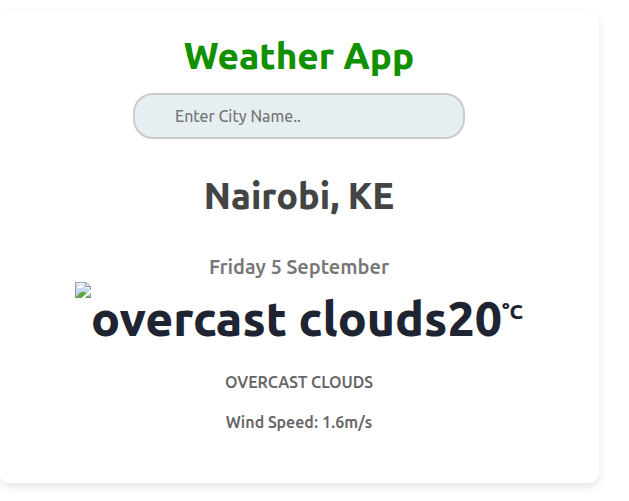 Weather App
Enter City Name..
Nairobi, KE
Friday 5 September
overcast clouds20°C
OVERCAST CLOUDS
Wind Speed: 1.6m/s